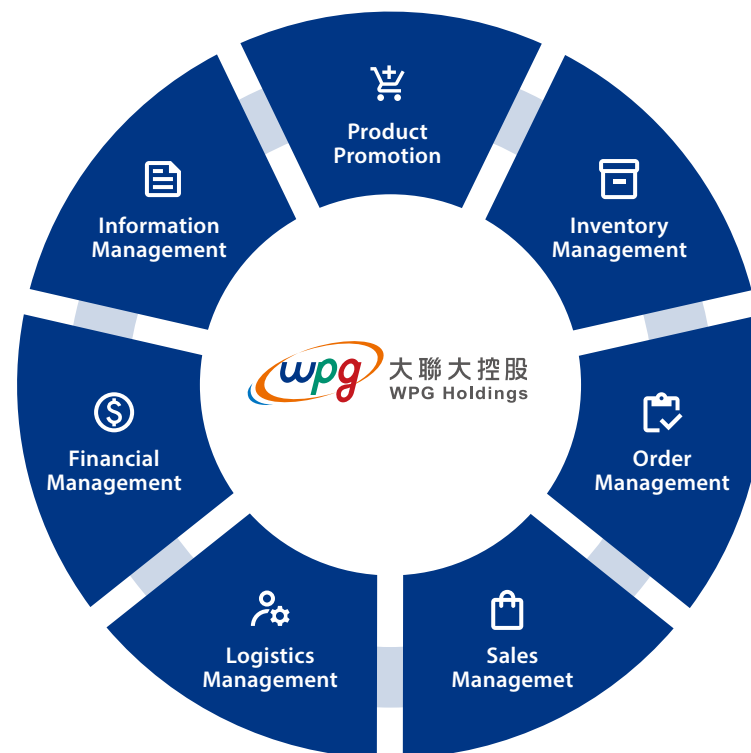 Product
Promotion
Inventory
Management
Order
Management
Sales
Managemet
Logistics
Management
Financial
Management
Information
Management
wpg 大聯大控股
WPG Holdings